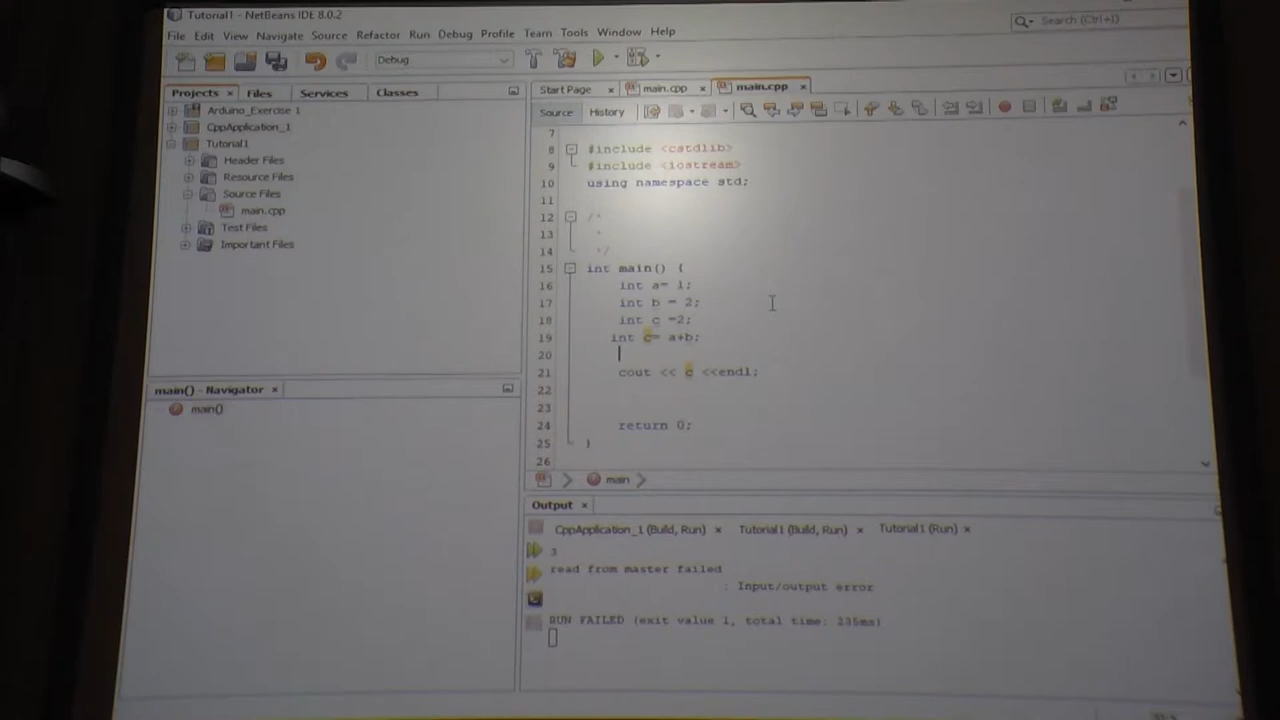 Tutorial1 - NetBeans IDE 8.0.2
Search (Ctrl+I)
File Edit View Navigate Source Refactor Run Debug Profile Team Tools Window Help
Debug
Projects × Files Services Classes
Arduino_Exercise 1
CppApplication_1
Tutorial1
Header Files
Resource Files
Source Files
main.cpp
Test Files
Important Files
main() - Navigator ×
main()
Start Page × main.cpp × main.cpp ×
Source History
7
8 #include <cstdlib>
9 #include <iostream>
10 using namespace std;
11
12 /*
13 *
14 */
15 int main() {
16 int a= 1;
17 int b = 2;
18 int c =2;
19 int c= a+b;
20
21 cout << c <<endl;
22
23
24 return 0;
25 }
26
main
Output ×
CppApplication_1 (Build, Run) × Tutorial1 (Build, Run) × Tutorial1 (Run) ×
3
read from master failed
: Input/output error
RUN FAILED (exit value 1, total time: 235ms)